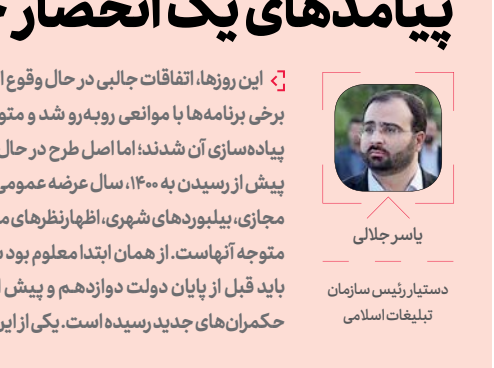 پیامدهای یک انحصار
این روزها، اتفاقات جالبی در حال وقوع
برخی برنامه‌ها با موانعی روبه‌رو شد و
پیاده‌سازی آن شدند؛ اما اصل طرح در حال
پیش از رسیدن به ۱۴۰۰، سال عرضه عمومی
مجازی، بیلبوردهای شهری، اظهارنظرهای
متوجه آنهاست. از همان ابتدا معلوم بود
باید قبل از پایان دولت دوازدهم و پیش
حکمران‌های جدید رسیده است. یکی از این
یاسر جلالی
دستیار رئیس سازمان
تبلیغات اسلامی